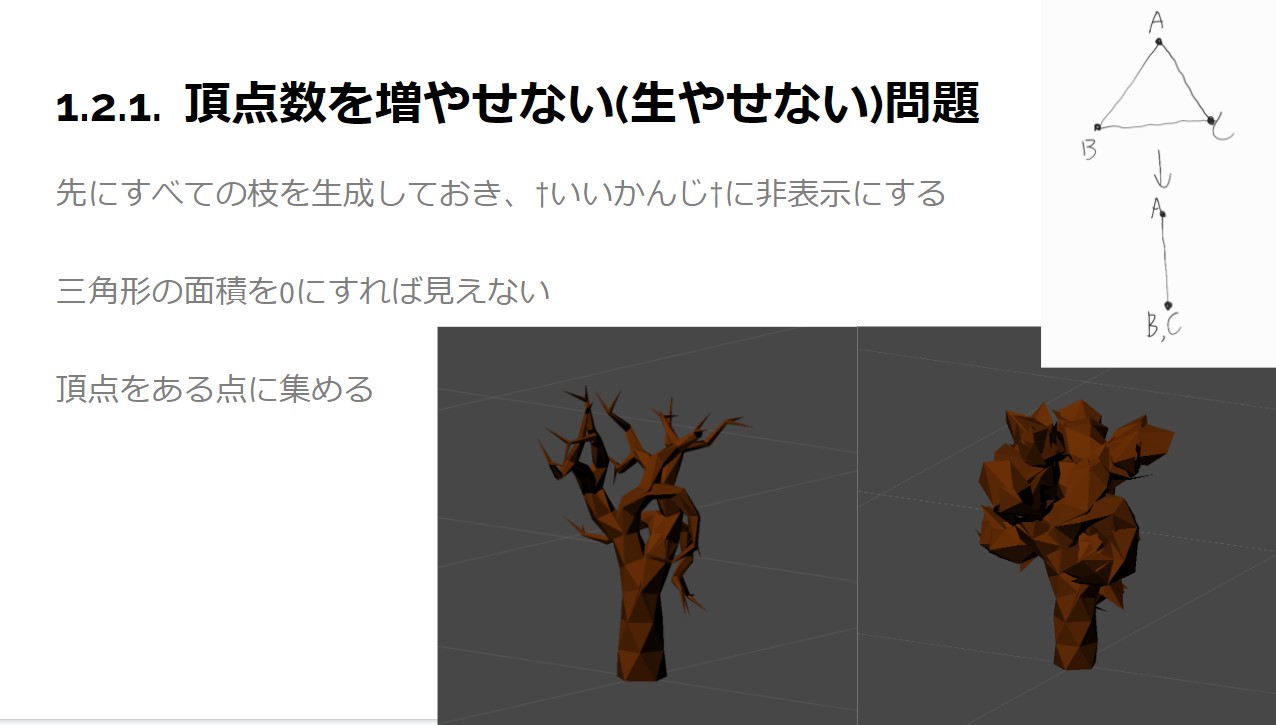 1.2.1. 頂点数を増やせない(生やせない)問題
先にすべての枝を生成しておき、†いいかんじ†に非表示にする
三角形の面積を0にすれば見えない
頂点をある点に集める
A
B
C
A
B,C